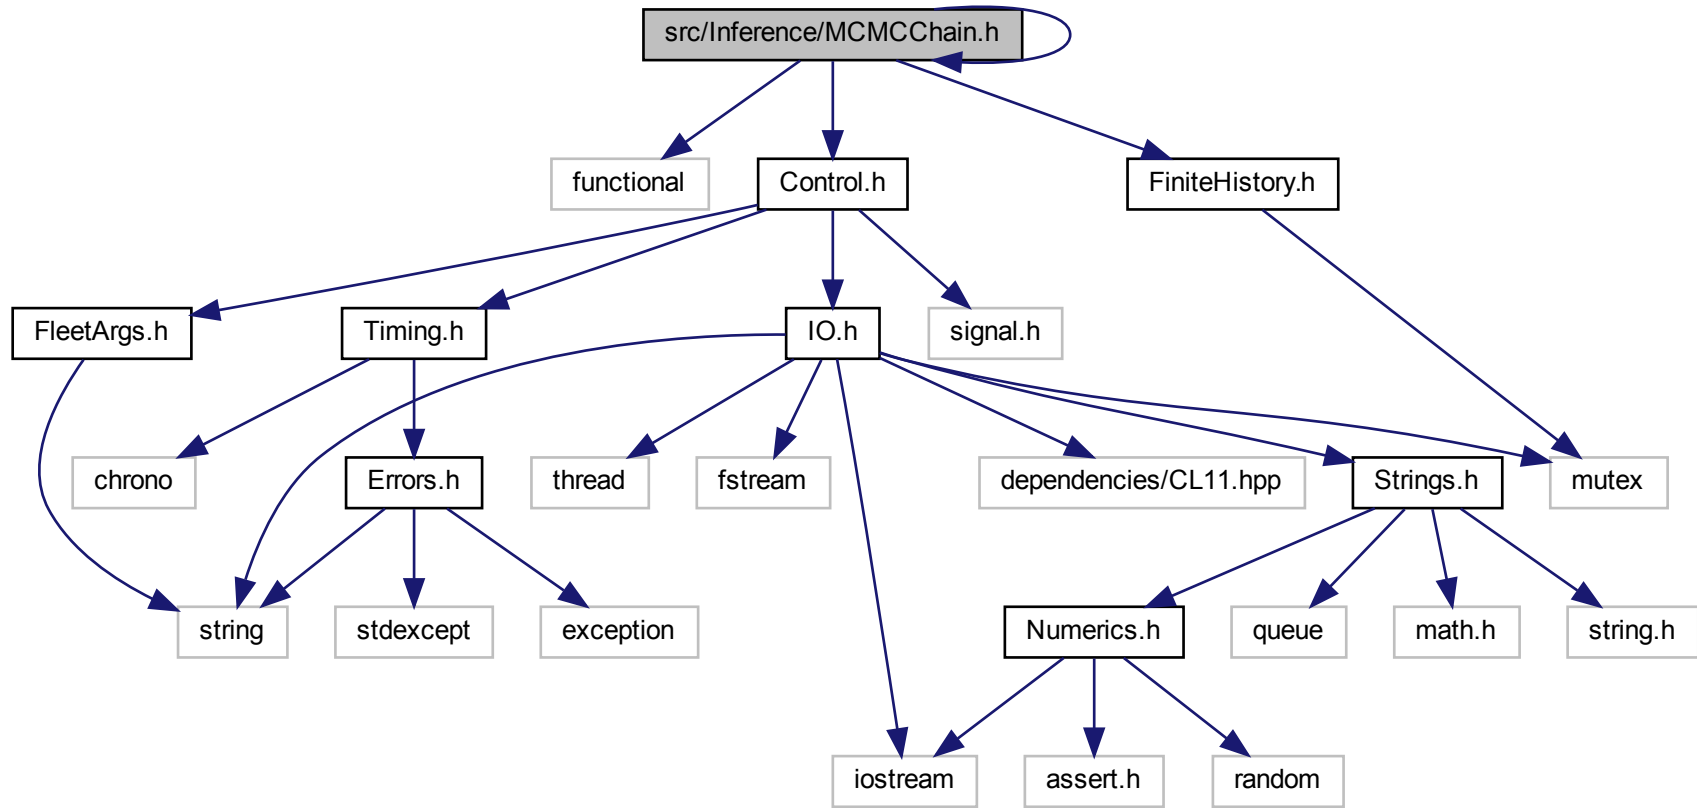 src/Inference/MCMCChain.h
functional
Control.h
FiniteHistory.h
FleetArgs.h
Timing.h
IO.h
signal.h
chrono
Errors.h
thread
fstream
dependencies/CL11.hpp
Strings.h
mutex
string
stdexcept
exception
Numerics.h
queue
math.h
string.h
iostream
assert.h
random